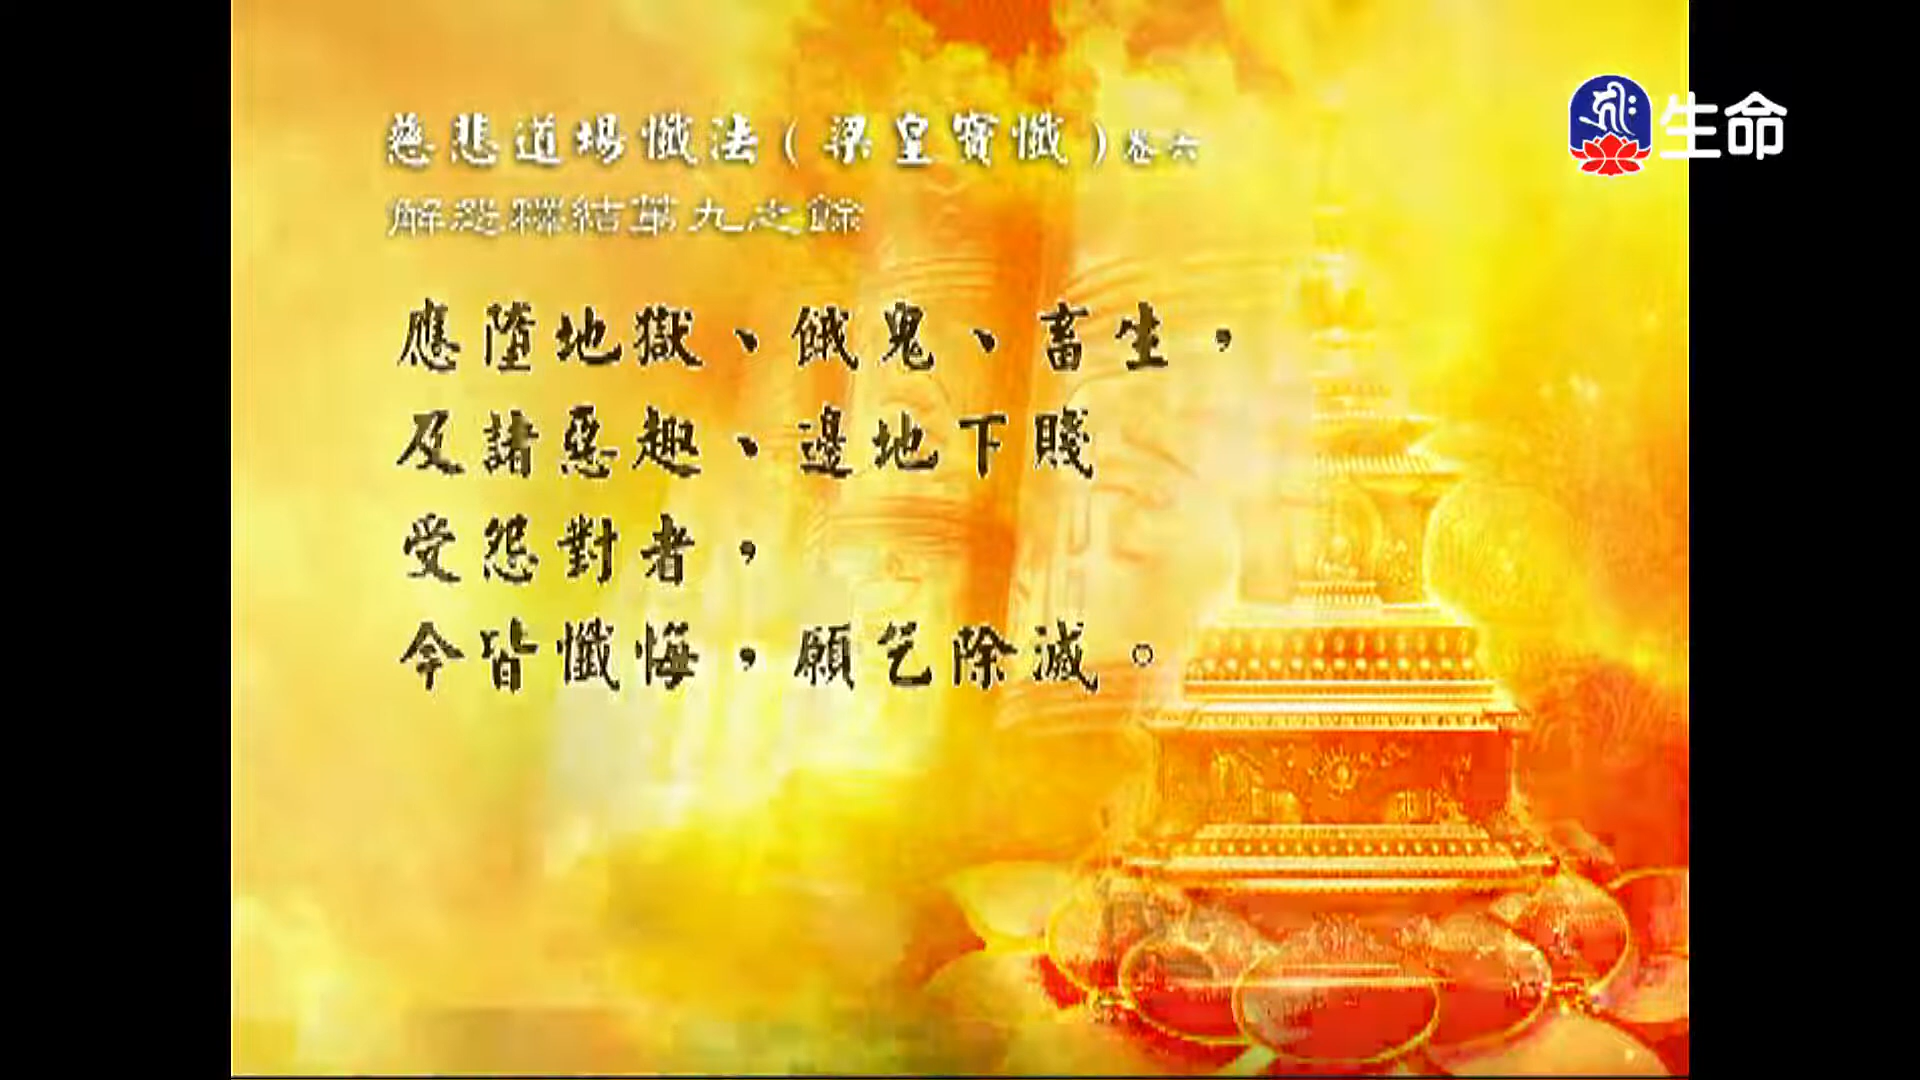 慈悲道場懺法(梁皇寶懺)卷六
生命
解怨釋結第九之餘
應墮地獄、餓鬼、畜生，
及諸惡趣、邊地下賤
受怨對者，
今皆懺悔，願乞除滅。